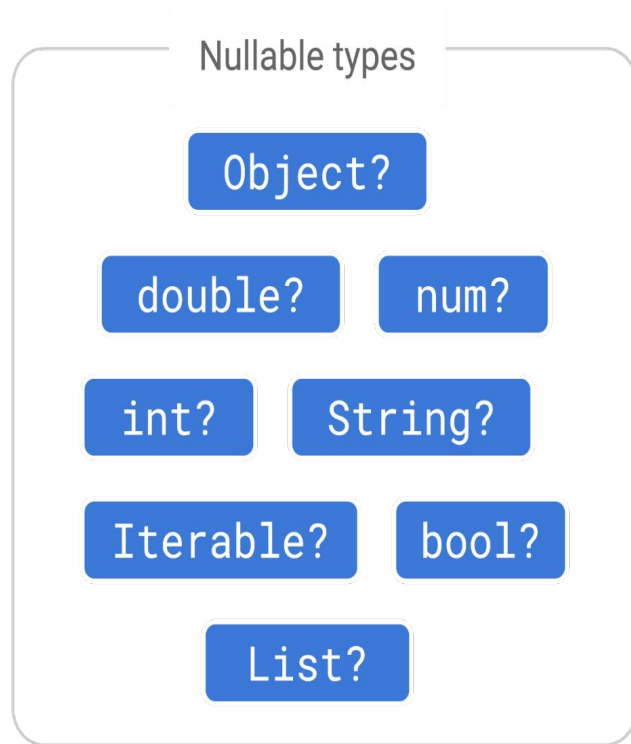 Nullable types
Object?
double? num?
int? String?
Iterable? bool?
List?